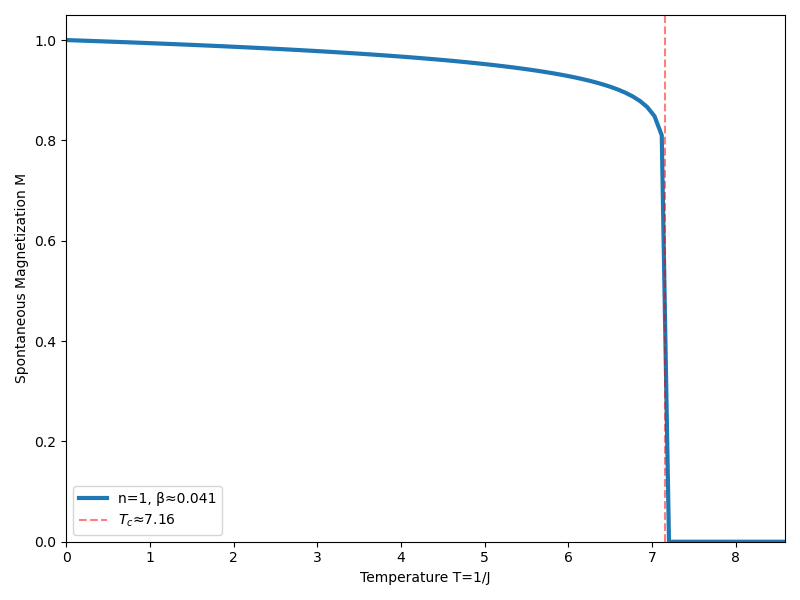 1.0
0.8
0.6
0.4
0.2
0.0
Spontaneous Magnetization M
n=1, β≈0.041
T_c≈7.16
0 1 2 3 4 5 6 7 8
Temperature T=1/J